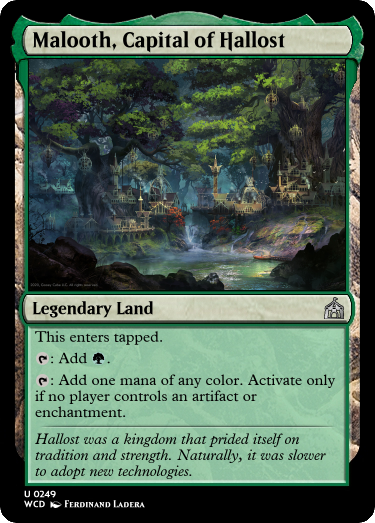 Malooth, Capital of Hallost
Legendary Land
This enters tapped.
: Add .
: Add one mana of any color. Activate only
if no player controls an artifact or
enchantment.
Hallost was a kingdom that prided itself on
tradition and strength. Naturally, it was slower
to adopt new technologies.
U 0249
WCD Ferdinand Ladera